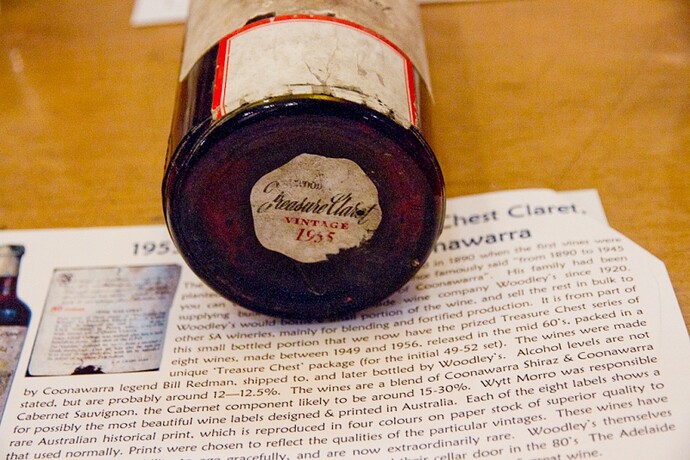 Treasure Claret
VINTAGE
1955
195
Chest Claret,
nawarra
in 1890 when the first vines were
famously said "from 1890 to 1945
Coonawarra". His family had been
wine company Woodley's since 1920.
of the wine, and sell the rest in bulk to
Woodley's would portion
other SA wineries, mainly for blending and fortified production. It is from part of
this small bottled portion that we now have the prized Treasure Chest series of
eight wines, made between 1949 and 1956, released in the mid 60's, packed in a
unique 'Treasure Chest' package (for the initial 49-52 set). The wines were made
by Coonawarra legend Bill Redman, shipped to, and later bottled by Woodley's. Alcohol levels are not
stated, but are probably around 12—12.5%. The wines are a blend of Coonawarra Shiraz & Coonawarra
Cabernet Sauvignon, the Cabernet component likely to be around 15-30%. Wytt Morro was responsible
for possibly the most beautiful wine labels designed & printed in Australia. Each of the eight labels shows a
rare Australian historical print, which is reproduced in four colours on paper stock of superior quality to
that used normally. Prints were chosen to reflect the qualities of the particular vintages. These wines have
age gracefully, and are now extraordinarily rare. Woodley's themselves
their cellar door in the 80's The Adelaide
great wine.